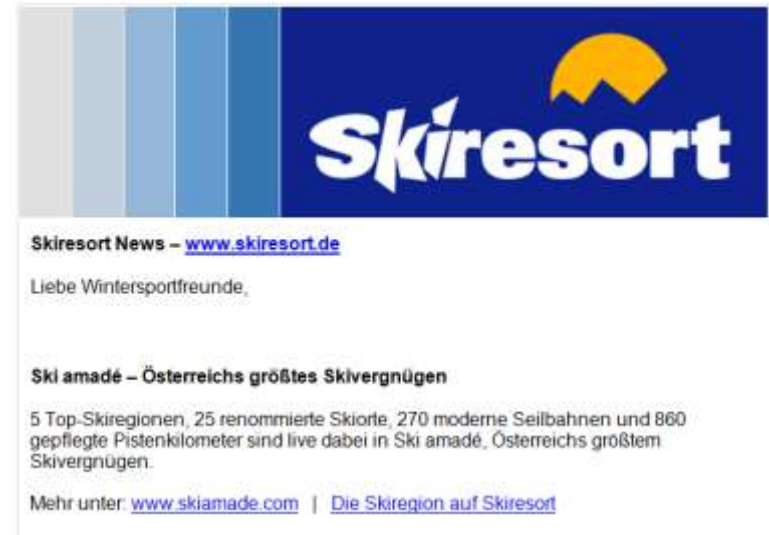 Skiresort
Skiresort News – www.skiresort.de
Liebe Wintersportfreunde,
Ski amadé – Österreichs größtes Skivergnügen
5 Top-Skiregionen, 25 renommierte Skiorte, 270 moderne Seilbahnen und 860
gepflegte Pistenkilometer sind live dabei in Ski amadé, Österreichs größtem
Skivergnügen.
Mehr unter: www.skiamade.com | Die Skiregion auf Skiresort